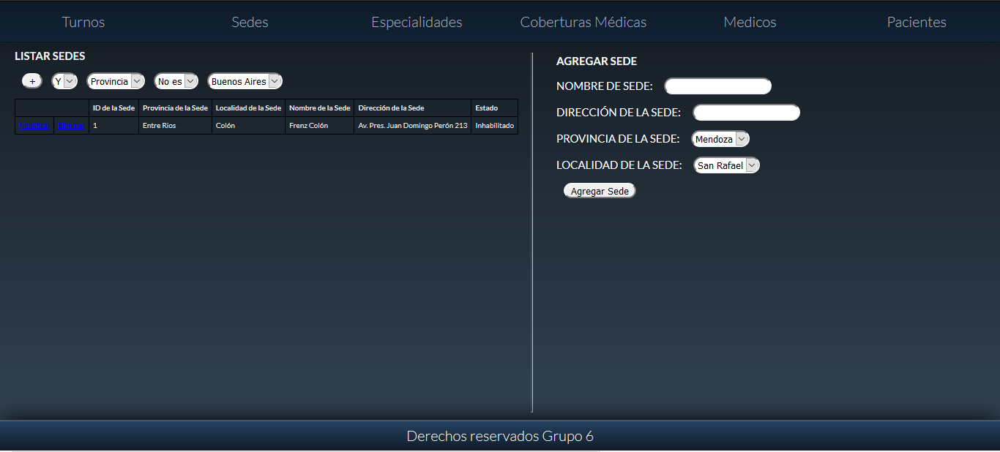 Turnos Sedes Especialidades Coberturas Médicas Medicos Pacientes
LISTAR SEDES
+ Y Provincia No es Buenos Aires
ID de la Sede Provincia de la Sede Localidad de la Sede Nombre de la Sede Dirección de la Sede Estado
Modificar Eliminar 1 Entre Rios Colón Frenz Colón Av. Pres. Juan Domingo Perón 213 Inhabilitado
AGREGAR SEDE
NOMBRE DE SEDE:
DIRECCIÓN DE LA SEDE:
PROVINCIA DE LA SEDE: Mendoza
LOCALIDAD DE LA SEDE: San Rafael
Agregar Sede
Derechos reservados Grupo 6